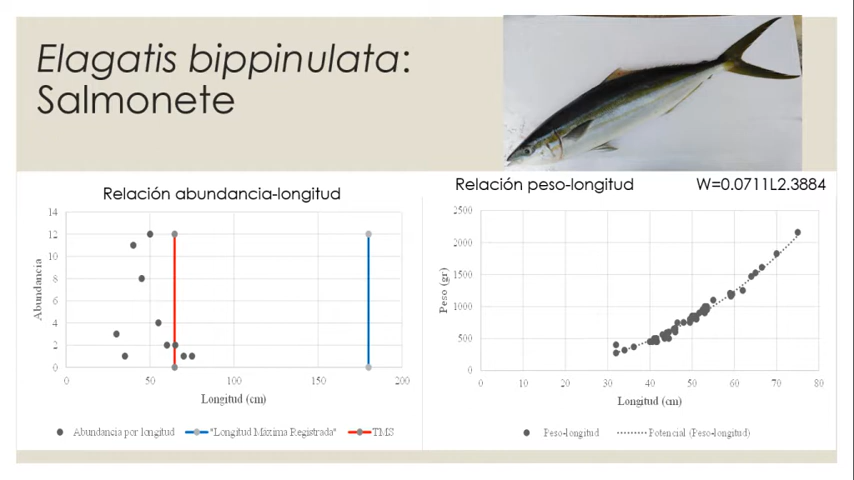 Elagatis bippinulata:
Salmonete
Relación abundancia-longitud
14
12
10
8
6
4
2
0
Abundancia
0 50 100 150 200
Longitud (cm)
Abundancia por longitud "Longitud Máxima Registrada" TMS
Relación peso-longitud W=0.0711L2.3884
2500
2000
1500
1000
500
0
Peso (gr)
0 10 20 30 40 50 60 70 80
Longitud (cm)
Peso-longitud Potencial (Peso-longitud)